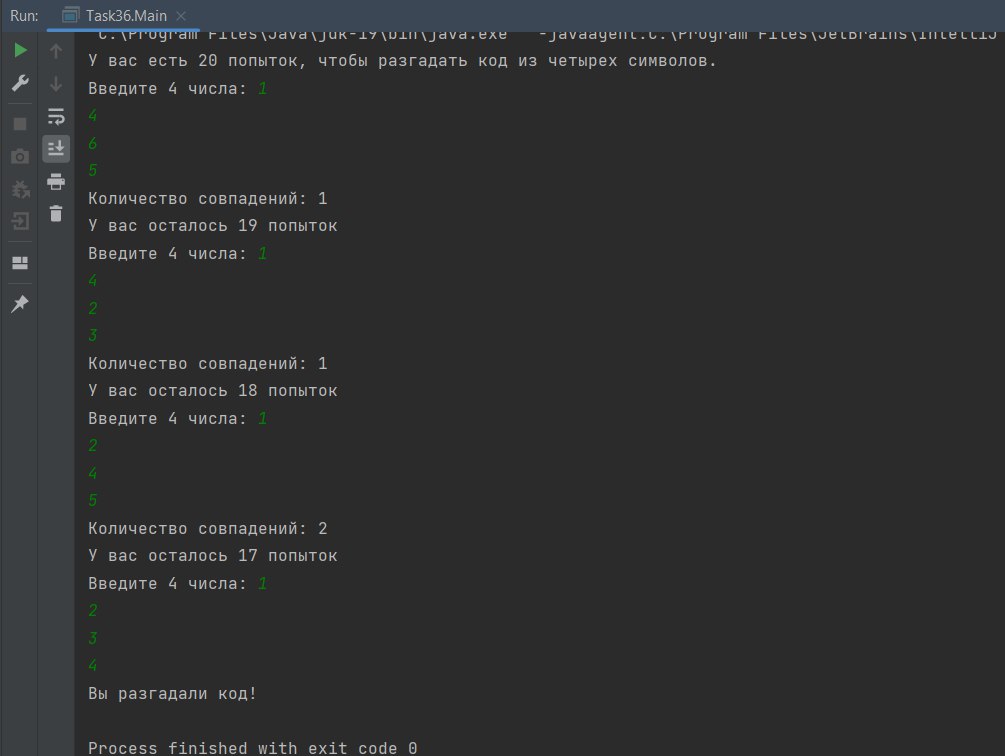 Run: Task36.Main
"C:\Program Files\Java\jdk-19\bin\java.exe" "-javaagent:C:\Program Files\JetBrains\IntelliJ
У вас есть 20 попыток, чтобы разгадать код из четырех символов.
Введите 4 числа: 1
4
6
5
Количество совпадений: 1
У вас осталось 19 попыток
Введите 4 числа: 1
4
2
3
Количество совпадений: 1
У вас осталось 18 попыток
Введите 4 числа: 1
2
4
5
Количество совпадений: 2
У вас осталось 17 попыток
Введите 4 числа: 1
2
3
4
Вы разгадали код!
Process finished with exit code 0